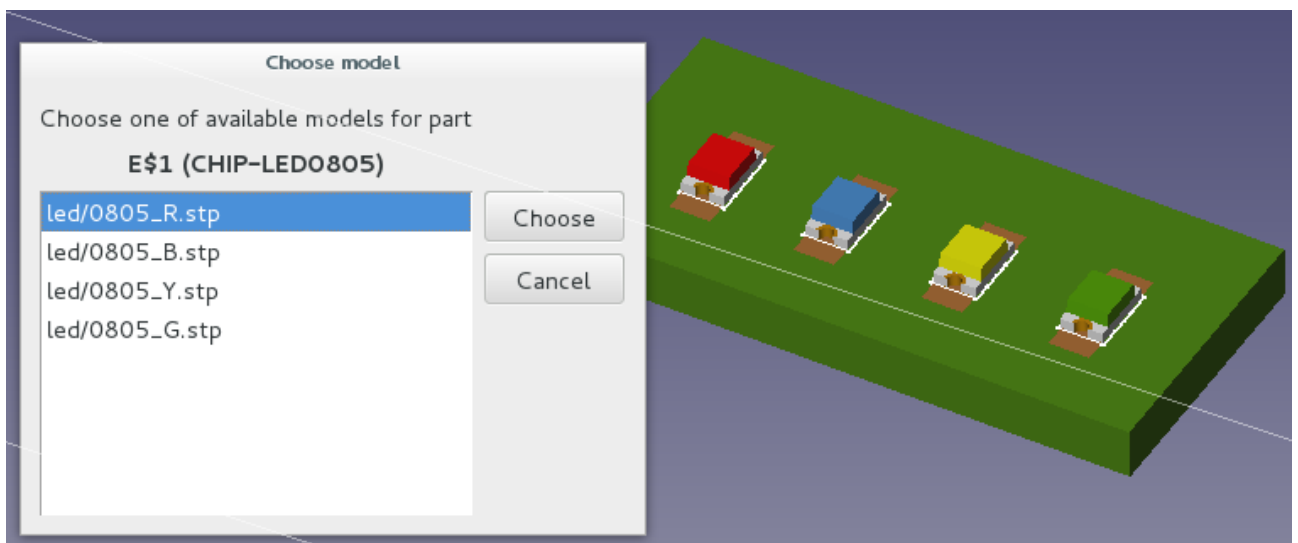 Choose model
Choose one of available models for part
E$1 (CHIP-LED0805)
led/0805_R.stp
led/0805_B.stp
led/0805_Y.stp
led/0805_G.stp
Choose
Cancel